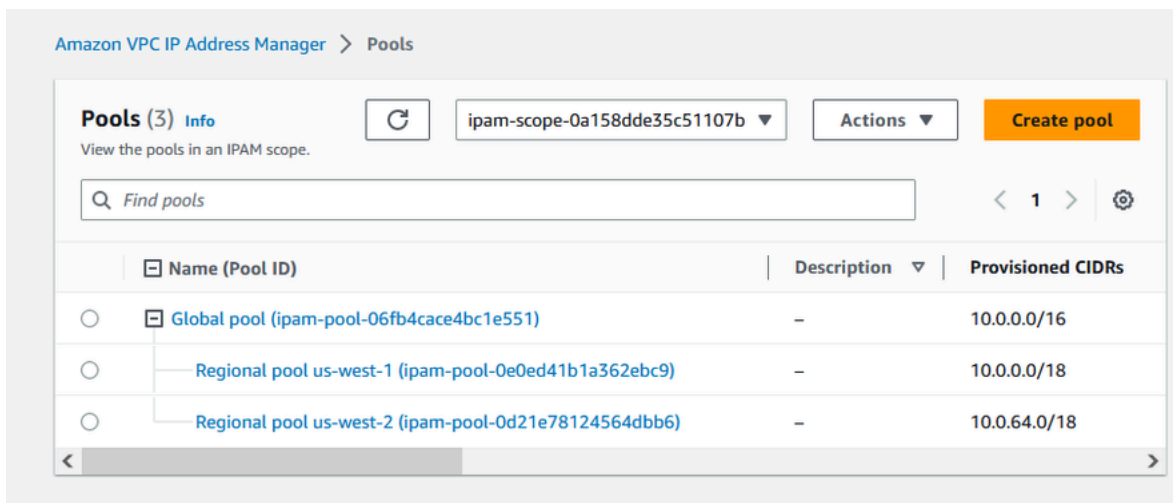 Amazon VPC IP Address Manager > Pools
Pools (3) Info
View the pools in an IPAM scope.
ipam-scope-0a158dde35c51107b
Actions
Create pool
Find pools
1
Name (Pool ID) Description Provisioned CIDRs
Global pool (ipam-pool-06fb4cace4bc1e551) – 10.0.0.0/16
Regional pool us-west-1 (ipam-pool-0e0ed41b1a362ebc9) – 10.0.0.0/18
Regional pool us-west-2 (ipam-pool-0d21e78124564dbb6) – 10.0.64.0/18